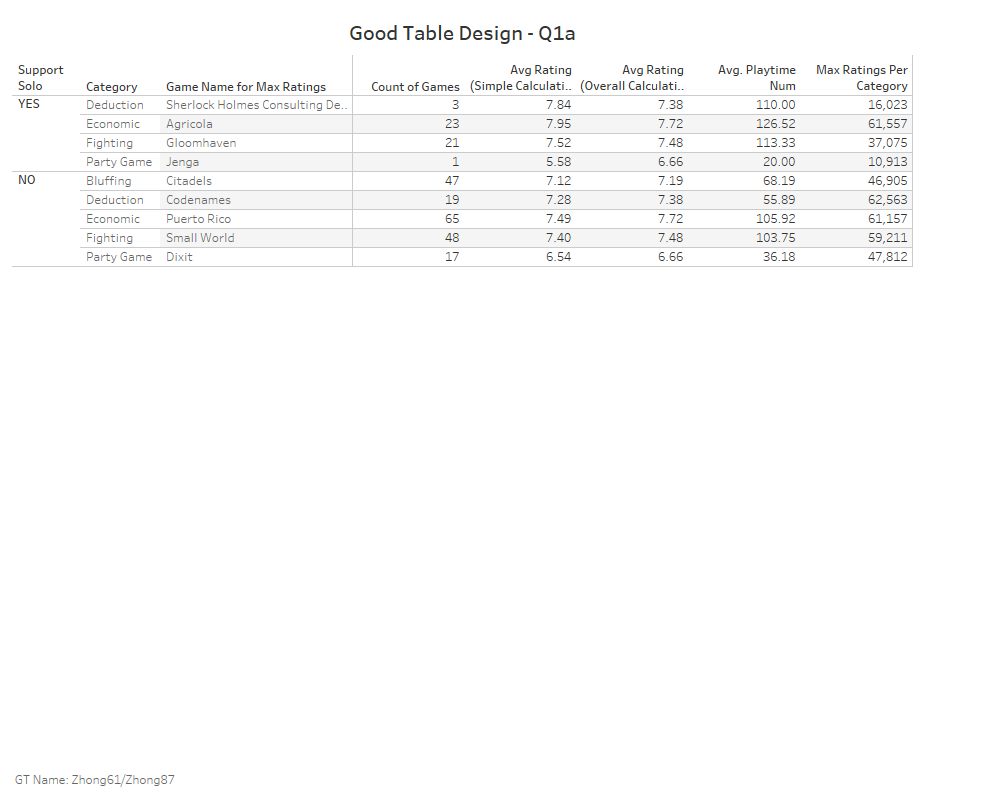 Good Table Design - Q1a
Support Solo Category Game Name for Max Ratings Count of Games Avg Rating (Simple Calculati.. Avg Rating (Overall Calculati.. Avg. Playtime Num Max Ratings Per Category
YES Deduction Sherlock Holmes Consulting De.. 3 7.84 7.38 110.00 16,023
Economic Agricola 23 7.95 7.72 126.52 61,557
Fighting Gloomhaven 21 7.52 7.48 113.33 37,075
Party Game Jenga 1 5.58 6.66 20.00 10,913
NO Bluffing Citadels 47 7.12 7.19 68.19 46,905
Deduction Codenames 19 7.28 7.38 55.89 62,563
Economic Puerto Rico 65 7.49 7.72 105.92 61,157
Fighting Small World 48 7.40 7.48 103.75 59,211
Party Game Dixit 17 6.54 6.66 36.18 47,812
GT Name: Zhong61/Zhong87